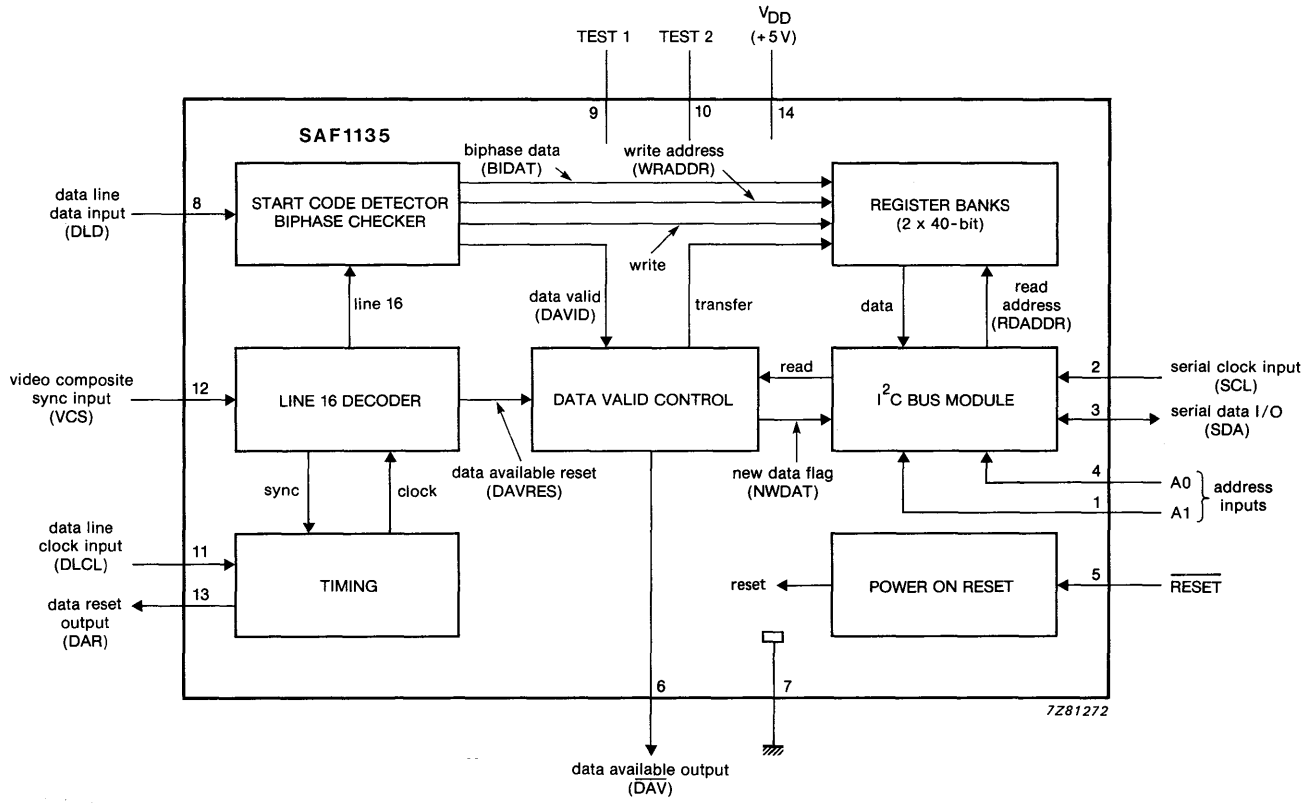 VDD
(+5V)
TEST 1
TEST 2
9
10
14
SAF1135
biphase data
(BIDAT)
write address
(WRADDR)
data line
data input
(DLD)
8
START CODE DETECTOR
BIPHASE CHECKER
REGISTER BANKS
(2 x 40-bit)
write
line 16
data valid
(DAVID)
transfer
data
read
address
(RDADDR)
video composite
sync input
(VCS)
12
LINE 16 DECODER
DATA VALID CONTROL
read
I²C BUS MODULE
2
serial clock input
(SCL)
3
serial data I/O
(SDA)
data available reset
(DAVRES)
new data flag
(NWDAT)
4
A0
1
A1
address
inputs
sync
clock
data line
clock input
(DLCL)
11
data reset
output
(DAR)
13
TIMING
reset
POWER ON RESET
5
RESET
6
7
7Z81272
data available output
(DAV)